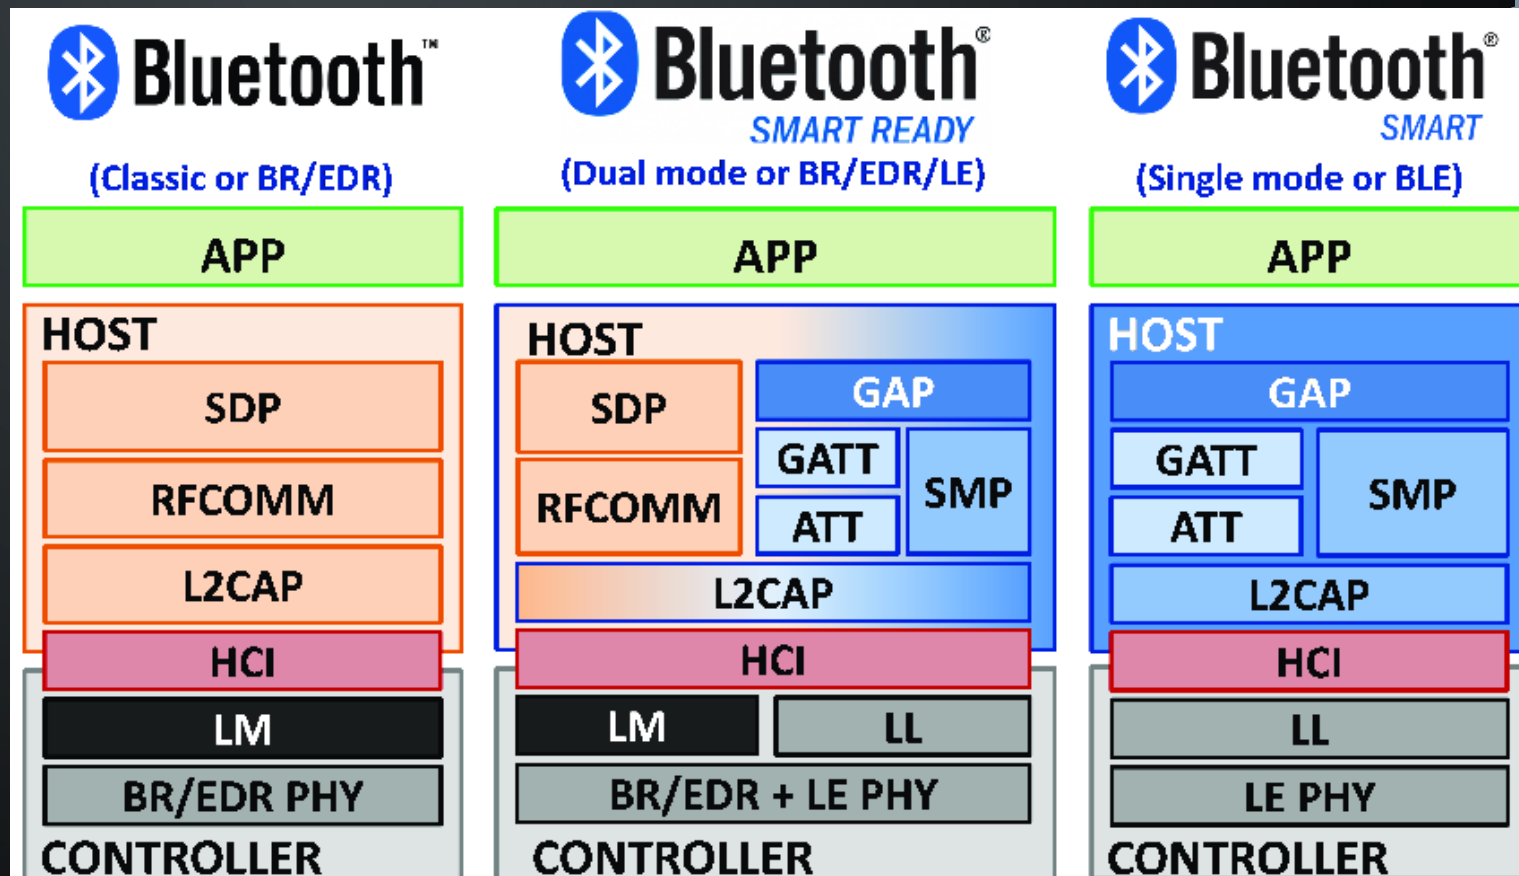 Bluetooth™
(Classic or BR/EDR)
APP
HOST
SDP
RFCOMM
L2CAP
HCI
LM
BR/EDR PHY
CONTROLLER
Bluetooth®
SMART READY
(Dual mode or BR/EDR/LE)
APP
HOST
SDP
GAP
RFCOMM
GATT
SMP
ATT
L2CAP
HCI
LM
LL
BR/EDR + LE PHY
CONTROLLER
Bluetooth®
SMART
(Single mode or BLE)
APP
HOST
GAP
GATT
SMP
ATT
L2CAP
HCI
LL
LE PHY
CONTROLLER